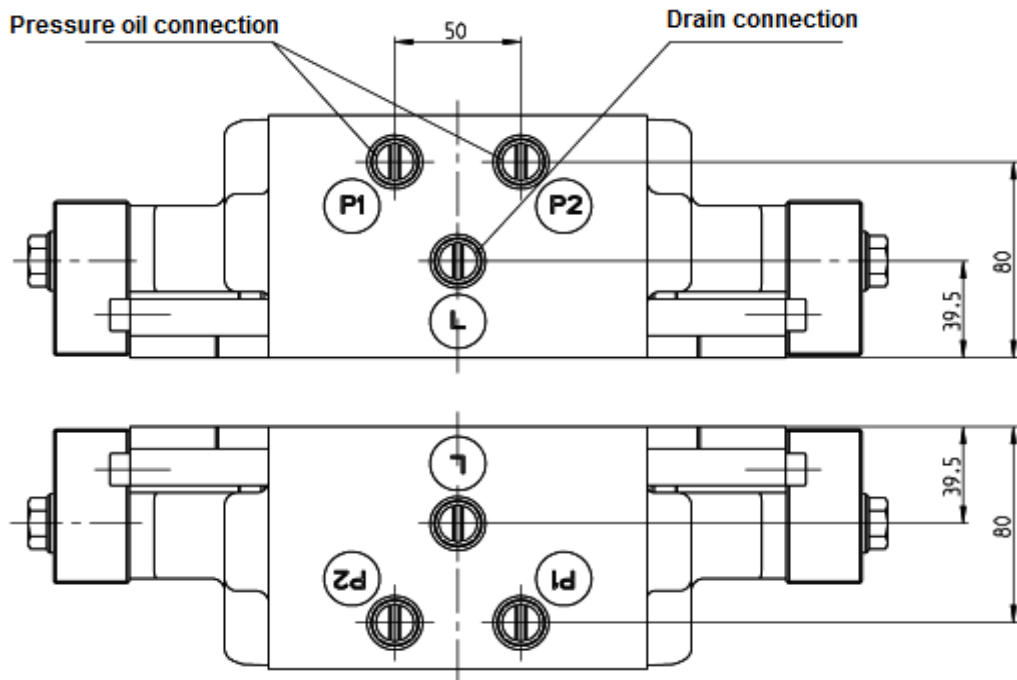 Pressure oil connection
Drain connection
50
P1
P2
80
39.5
L
L
39.5
80
P2
P1